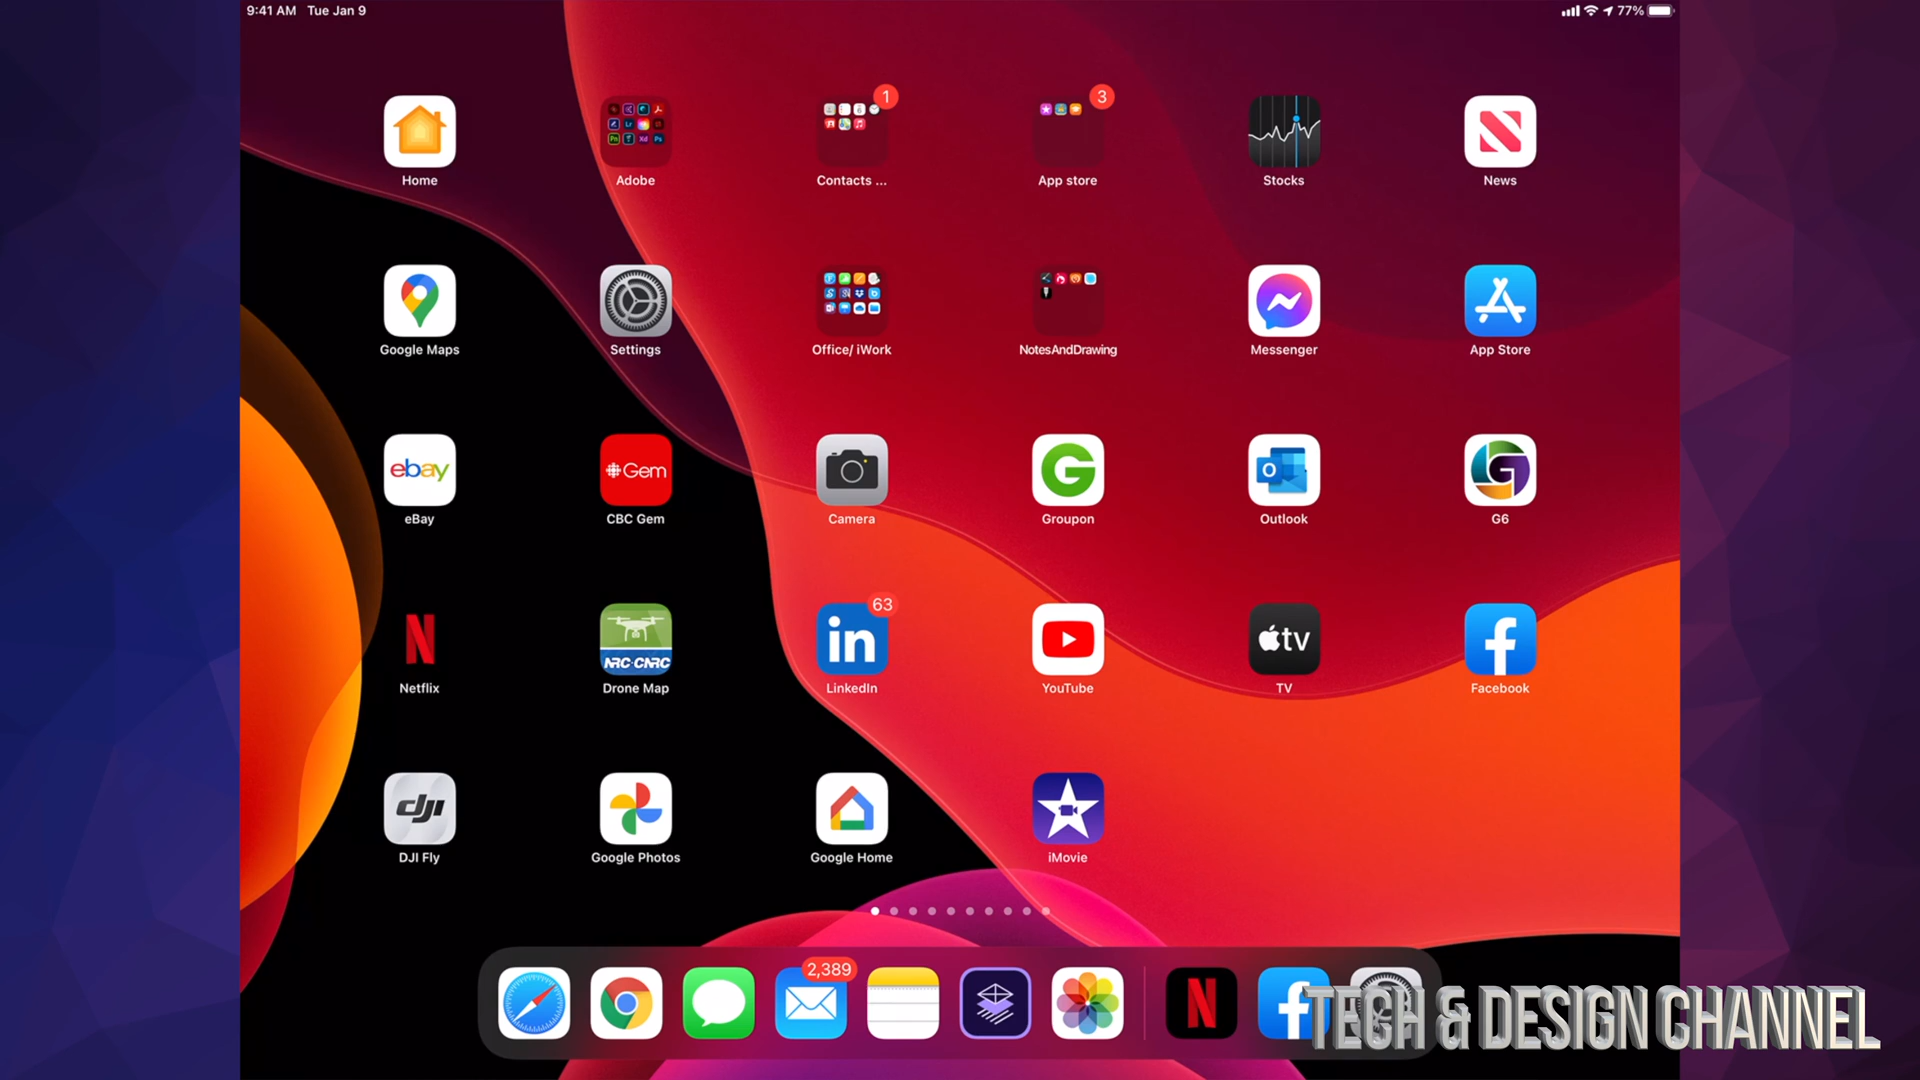 9:41 AM Tue Jan 9
77%
1
3
Home
Adobe
Contacts ...
App store
Stocks
News
Google Maps
Settings
Office/ iWork
NotesAndDrawing
Messenger
App Store
ebay
Gem
eBay
CBC Gem
Camera
Groupon
Outlook
G6
63
NRC·CNRC
in
tv
Netflix
Drone Map
LinkedIn
YouTube
TV
Facebook
dji
DJI Fly
Google Photos
Google Home
iMovie
2,389
TECH & DESIGN CHANNEL